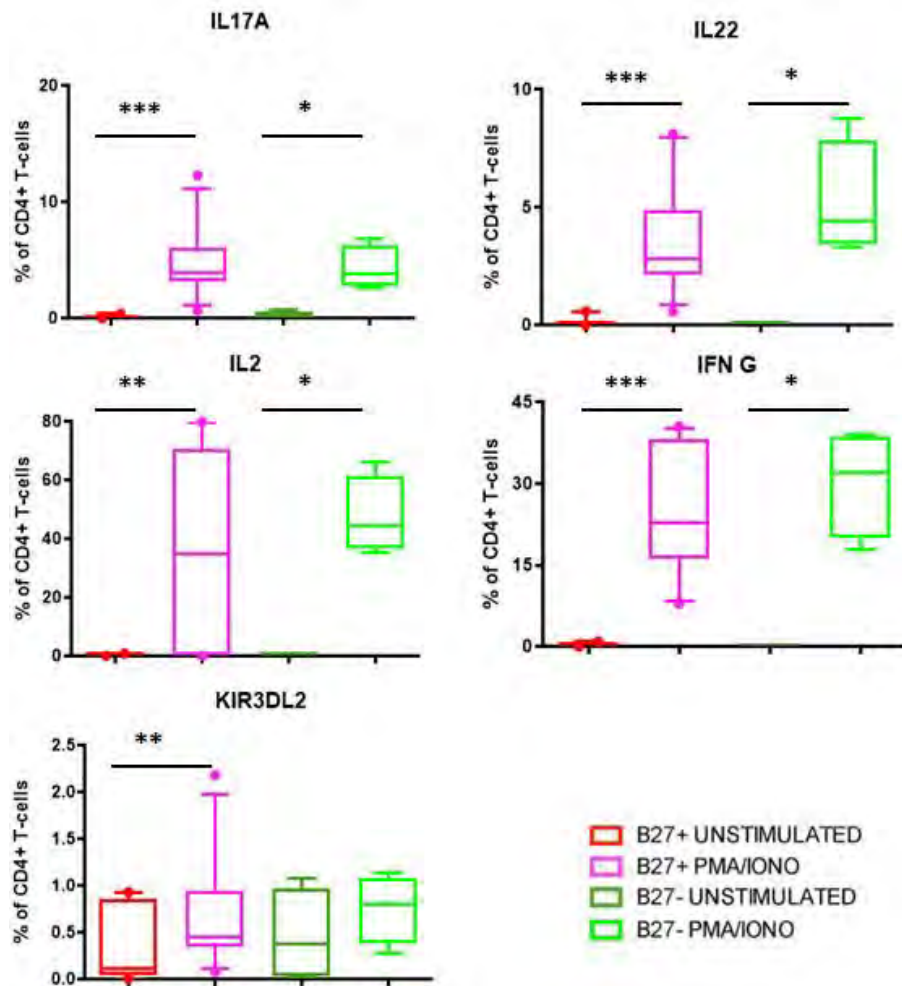 IL17A
% of CD4+ T-cells
20
10
0
***
*
IL22
% of CD4+ T-cells
10
5
0
***
*
IL2
% of CD4+ T-cells
80
60
40
20
0
**
*
IFN G
% of CD4+ T-cells
45
30
15
0
***
*
KIR3DL2
% of CD4+ T-cells
2.5
2.0
1.5
1.0
0.5
0.0
**
B27+ UNSTIMULATED
B27+ PMA/IONO
B27- UNSTIMULATED
B27- PMA/IONO